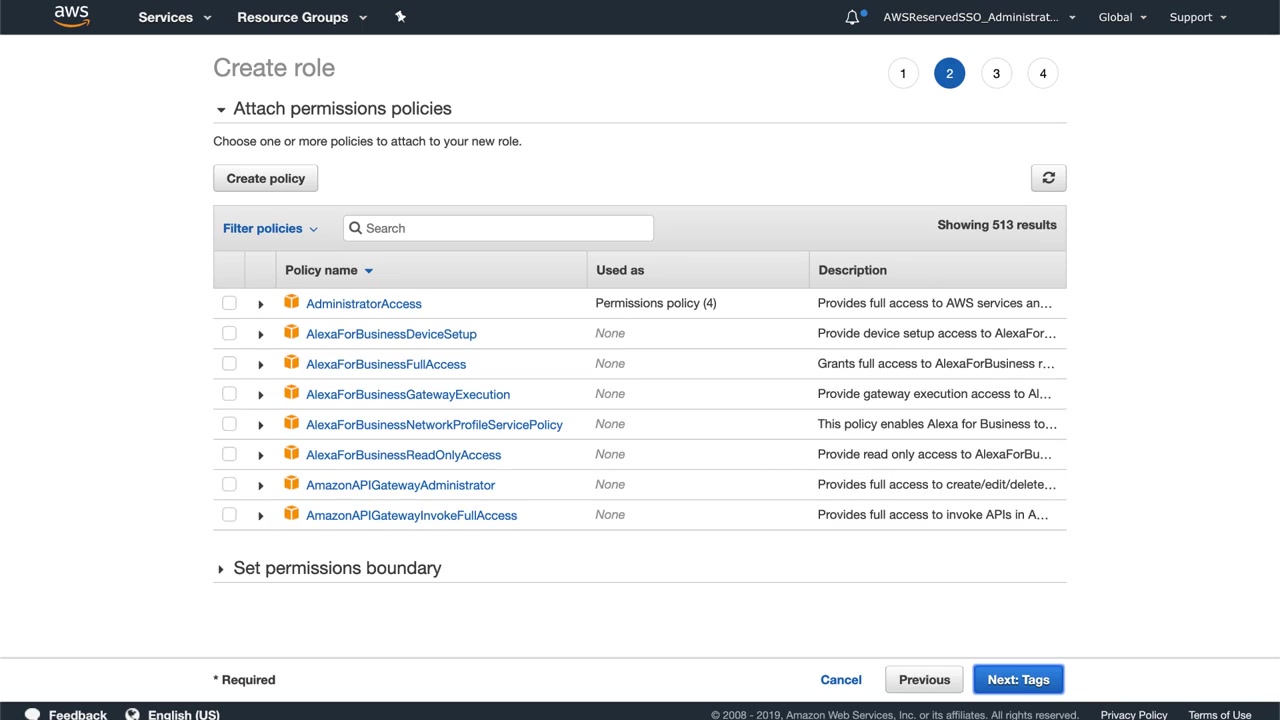 aws
Services Resource Groups AWSReservedSSO_Administrat... Global Support
Create role
1 2 3 4
Attach permissions policies
Choose one or more policies to attach to your new role.
Create policy
Filter policies Search Showing 513 results
Policy name Used as Description
AdministratorAccess Permissions policy (4) Provides full access to AWS services an...
AlexaForBusinessDeviceSetup None Provide device setup access to AlexaFor...
AlexaForBusinessFullAccess None Grants full access to AlexaForBusiness r...
AlexaForBusinessGatewayExecution None Provide gateway execution access to Al...
AlexaForBusinessNetworkProfileServicePolicy None This policy enables Alexa for Business to...
AlexaForBusinessReadOnlyAccess None Provide read only access to AlexaForBu...
AmazonAPIGatewayAdministrator None Provides full access to create/edit/delete...
AmazonAPIGatewayInvokeFullAccess None Provides full access to invoke APIs in A...
Set permissions boundary
* Required Cancel Previous Next: Tags
Feedback English (US) © 2008 - 2019, Amazon Web Services, Inc. or its affiliates. All rights reserved. Privacy Policy Terms of Use